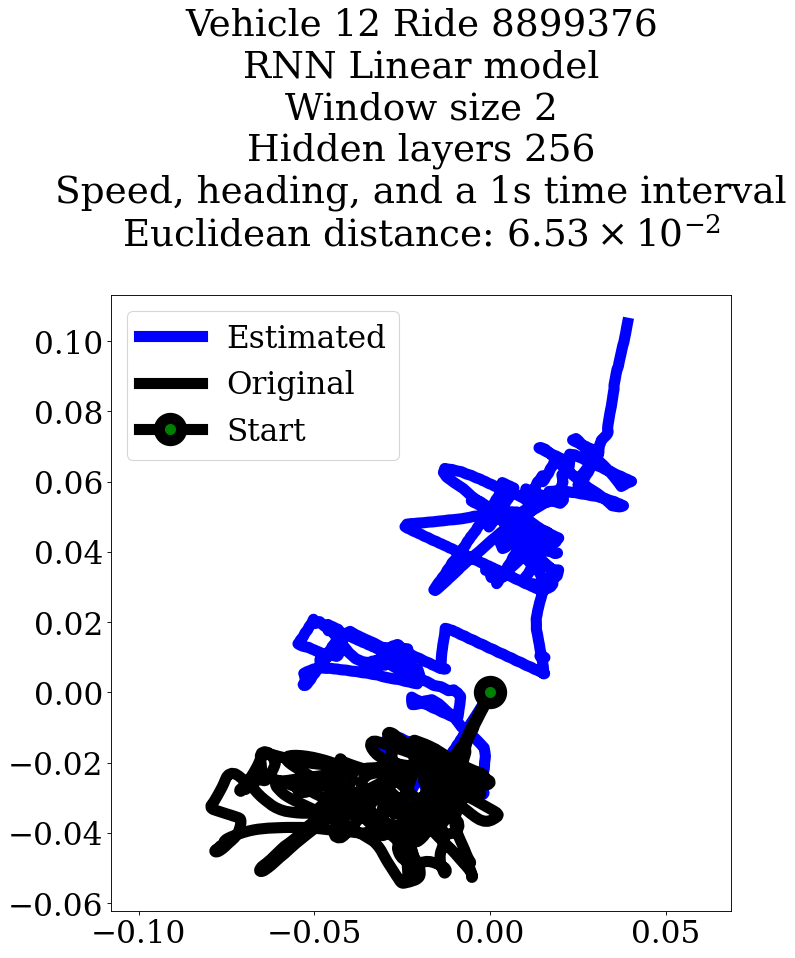 Vehicle 12 Ride 8899376
RNN Linear model
Window size 2
Hidden layers 256
Speed, heading, and a 1s time interval
Euclidean distance: 6.53 × 10⁻²
Estimated
Original
Start
0.10
0.08
0.06
0.04
0.02
0.00
−0.02
−0.04
−0.06
−0.10 −0.05 0.00 0.05